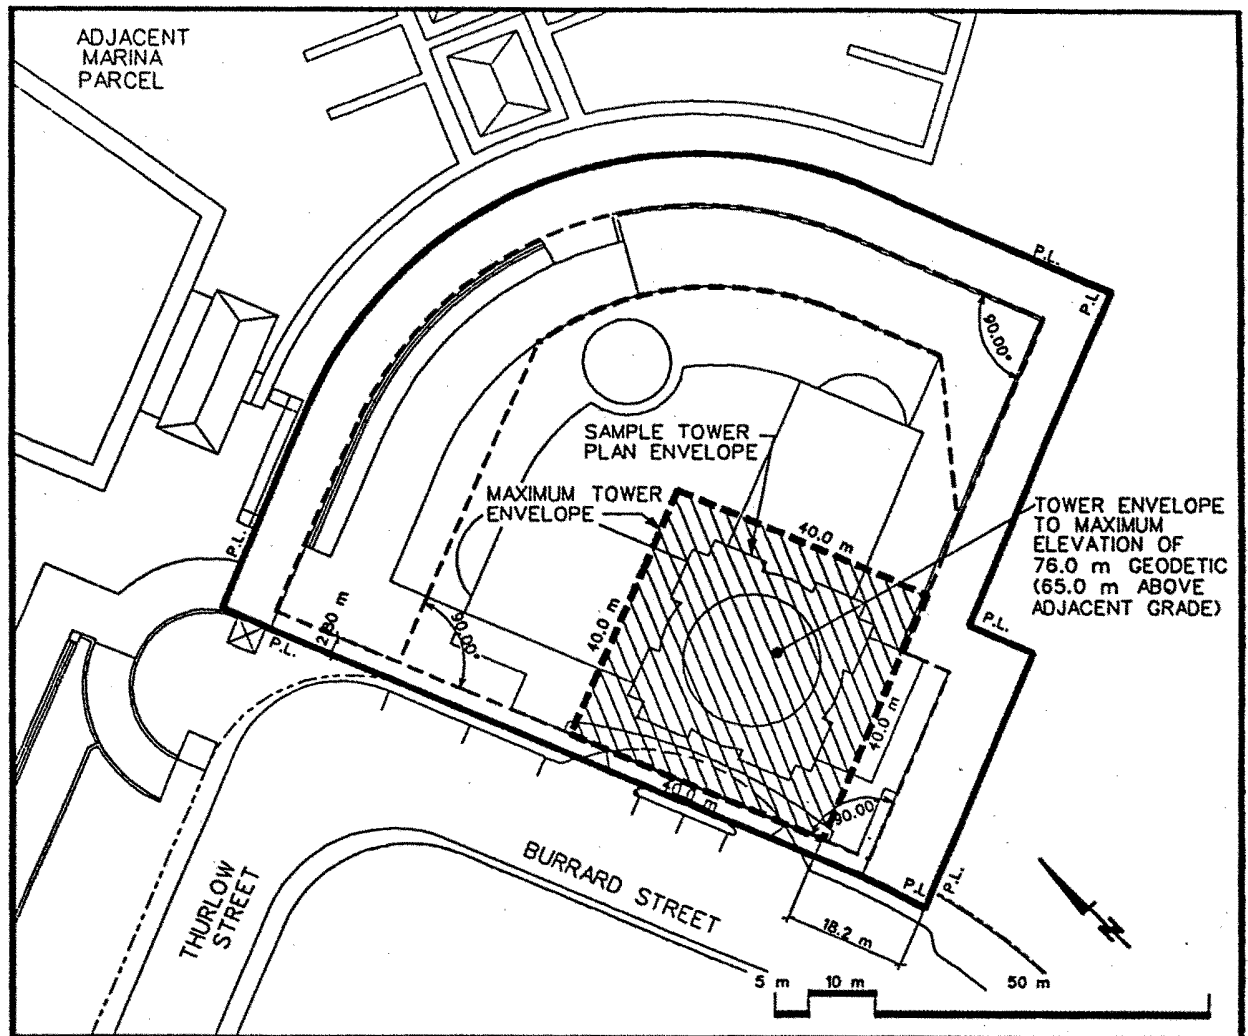 ADJACENT
MARINA
PARCEL
P.L.
P.L.
90.00°
SAMPLE TOWER
PLAN ENVELOPE
MAXIMUM TOWER
ENVELOPE
40.0 m
TOWER ENVELOPE
TO MAXIMUM
ELEVATION OF
76.0 m GEODETIC
(65.0 m ABOVE
ADJACENT GRADE)
P.L.
40.0 m
90.00°
P.L.
P.L.
40.0 m
40.0 m
90.00
BURRARD STREET
THURLOW
STREET
P.L.
P.L.
18.2 m
N
5 m 10 m 50 m